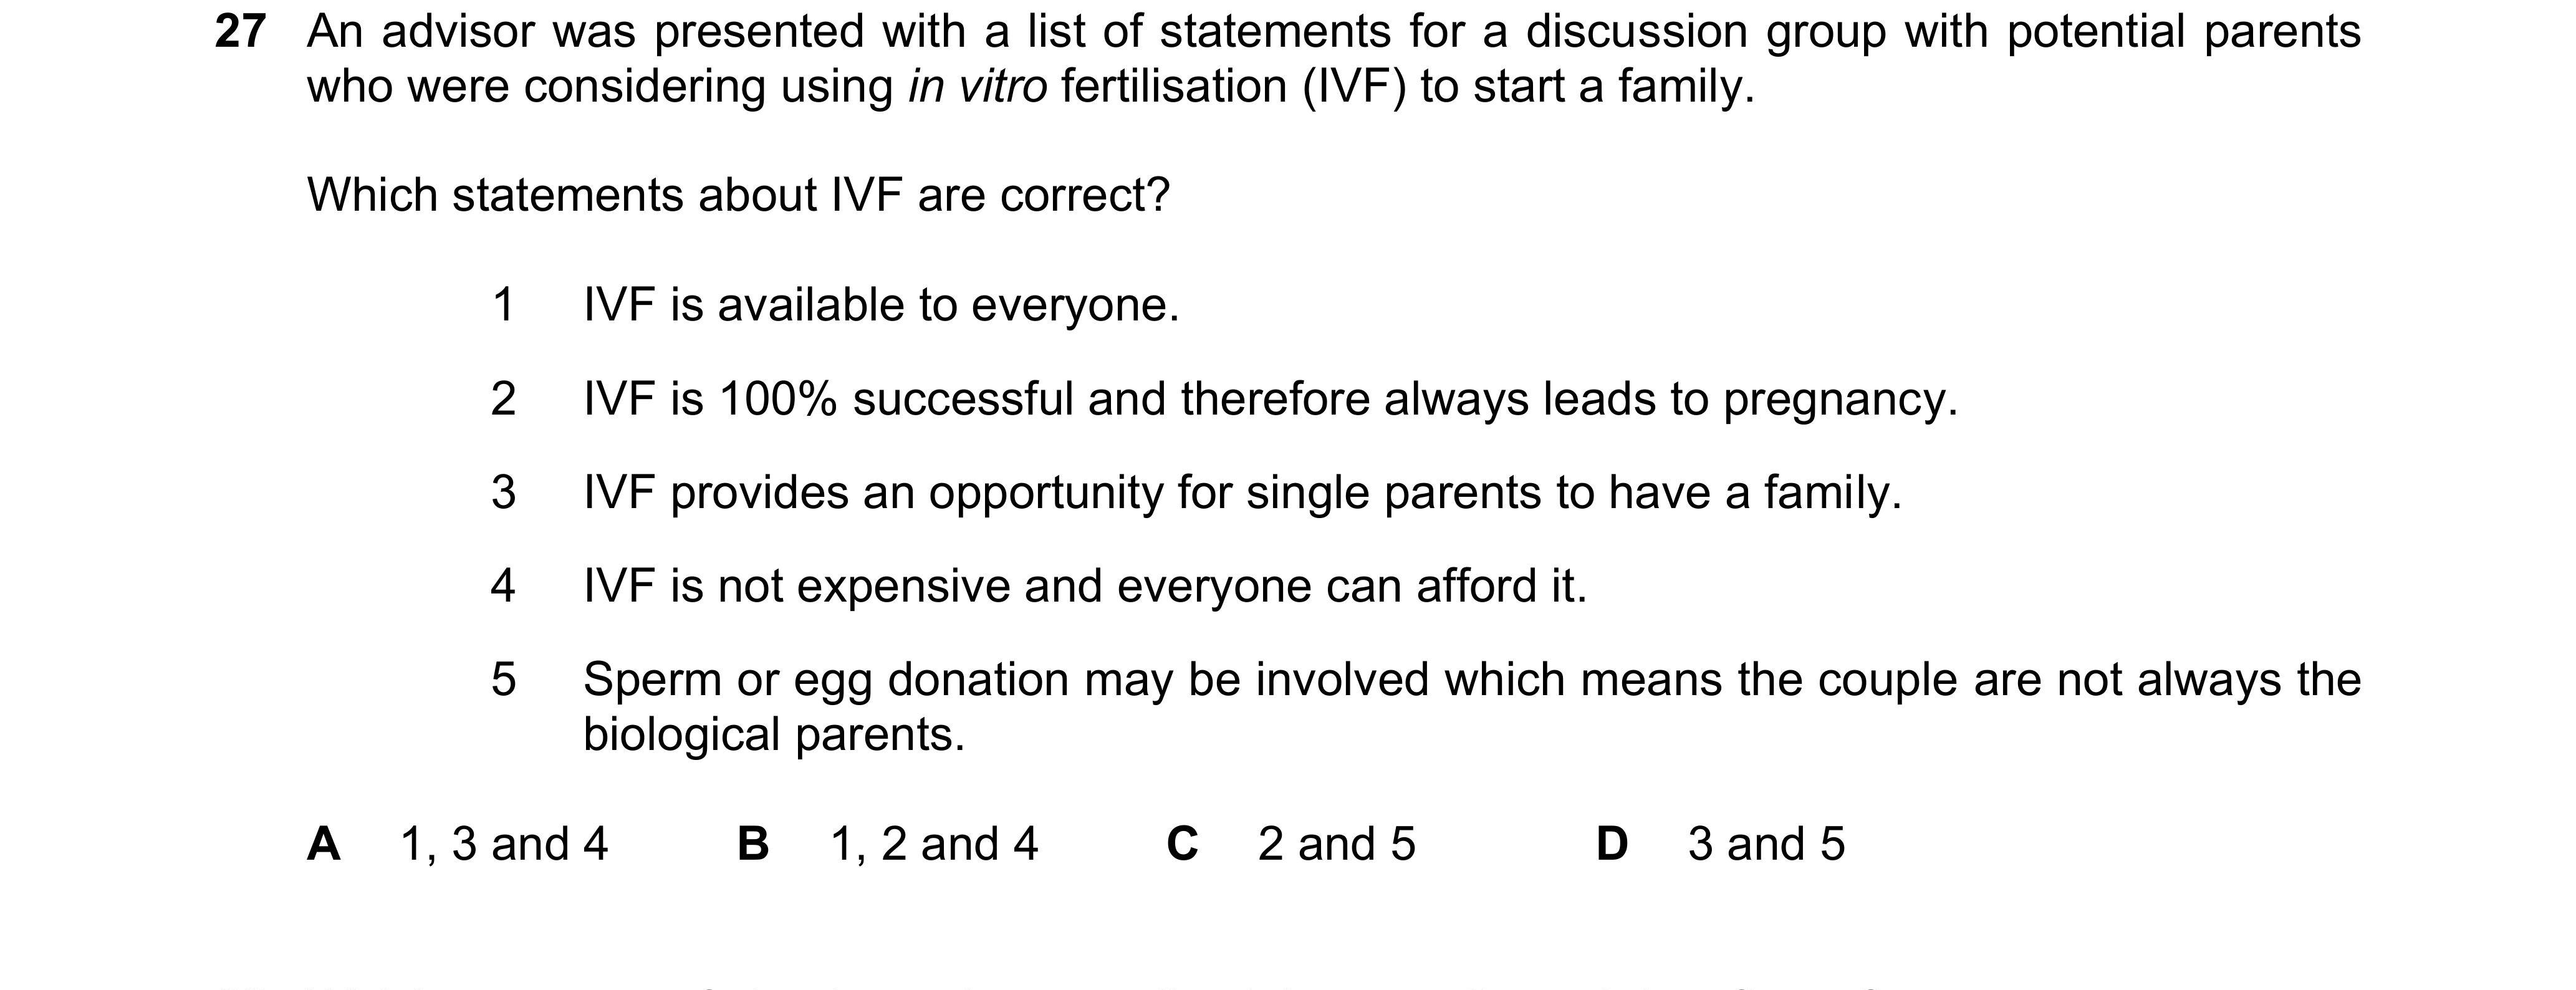 27 An advisor was presented with a list of statements for a discussion group with potential parents
who were considering using in vitro fertilisation (IVF) to start a family.
Which statements about IVF are correct?
1 IVF is available to everyone.
2 IVF is 100% successful and therefore always leads to pregnancy.
3 IVF provides an opportunity for single parents to have a family.
4 IVF is not expensive and everyone can afford it.
5 Sperm or egg donation may be involved which means the couple are not always the
biological parents.
A 1, 3 and 4 B 1, 2 and 4 C 2 and 5 D 3 and 5